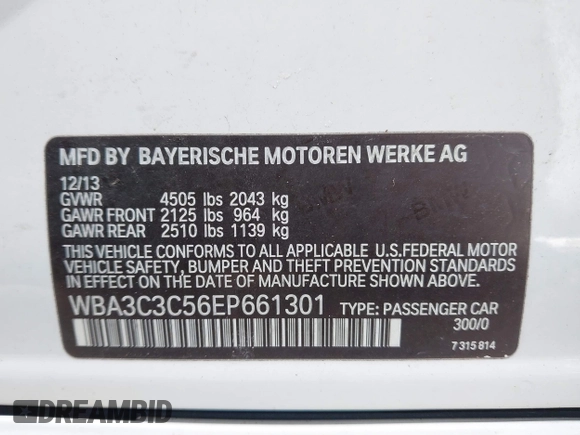 MFD BY BAYERISCHE MOTOREN WERKE AG
12/13
GVWR 4505 lbs 2043 kg
GAWR FRONT 2125 lbs 964 kg
GAWR REAR 2510 lbs 1139 kg
THIS VEHICLE CONFORMS TO ALL APPLICABLE U.S.FEDERAL MOTOR
VEHICLE SAFETY, BUMPER AND THEFT PREVENTION STANDARDS
IN EFFECT ON THE DATE OF MANUFACTURE SHOWN ABOVE.
WBA3C3C56EP661301 TYPE: PASSENGER CAR
300/0
7 315 814
DREAMBID